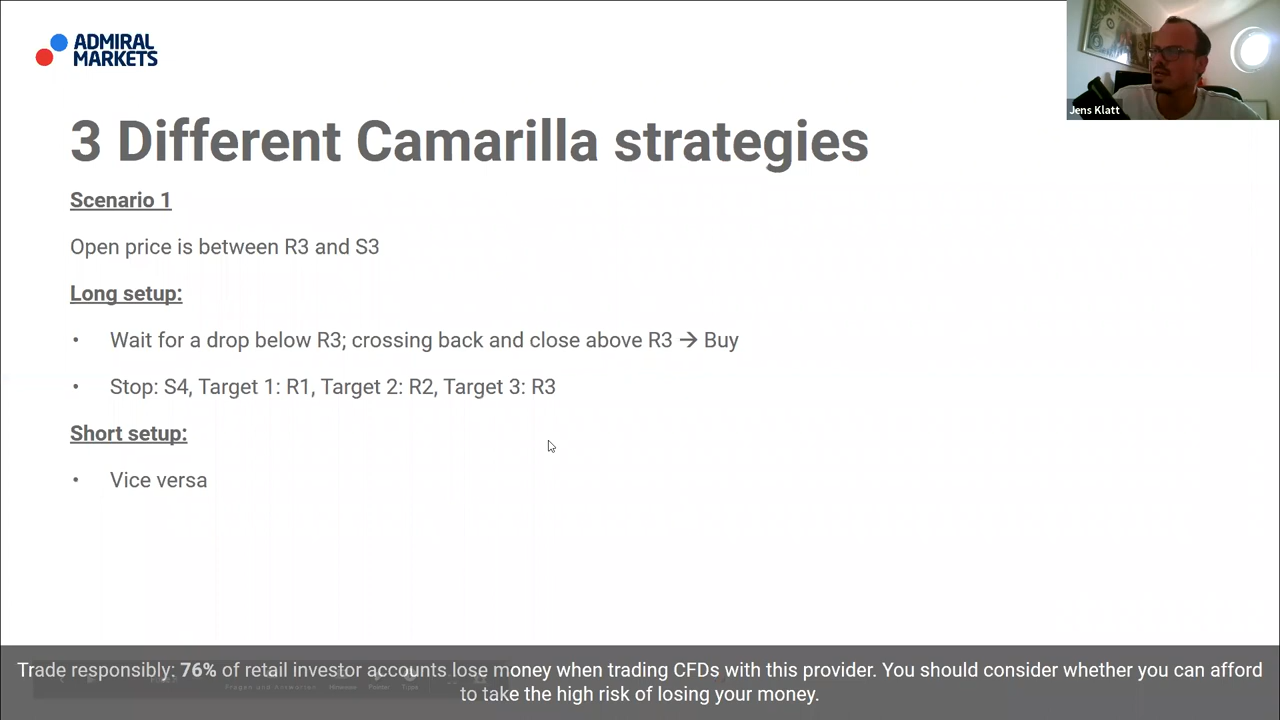 ADMIRAL
MARKETS
Jens Klatt
3 Different Camarilla strategies
Scenario 1
Open price is between R3 and S3
Long setup:
• Wait for a drop below R3; crossing back and close above R3 → Buy
• Stop: S4, Target 1: R1, Target 2: R2, Target 3: R3
Short setup:
• Vice versa
Trade responsibly: 76% of retail investor accounts lose money when trading CFDs with this provider. You should consider whether you can afford
to take the high risk of losing your money.